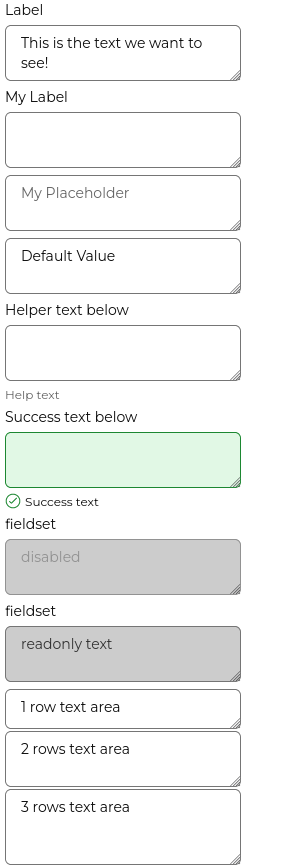 Label
This is the text we want to
see!
My Label
My Placeholder
Default Value
Helper text below
Help text
Success text below
Success text
fieldset
disabled
fieldset
readonly text
1 row text area
2 rows text area
3 rows text area